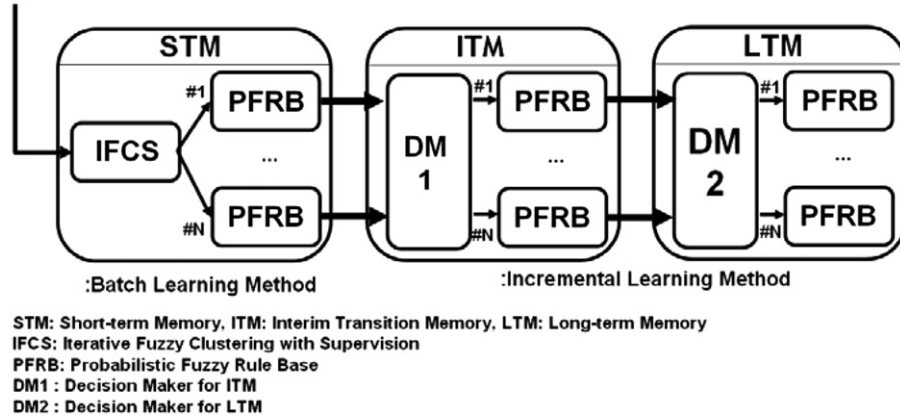 STM
ITM
LTM
#1
PFRB
#1
PFRB
#1
PFRB
IFCS
...
DM
1
...
DM
2
...
#N
PFRB
#N
PFRB
#N
PFRB
:Batch Learning Method
:Incremental Learning Method
STM: Short-term Memory, ITM: Interim Transition Memory, LTM: Long-term Memory
IFCS: Iterative Fuzzy Clustering with Supervision
PFRB: Probabilistic Fuzzy Rule Base
DM1 : Decision Maker for ITM
DM2 : Decision Maker for LTM